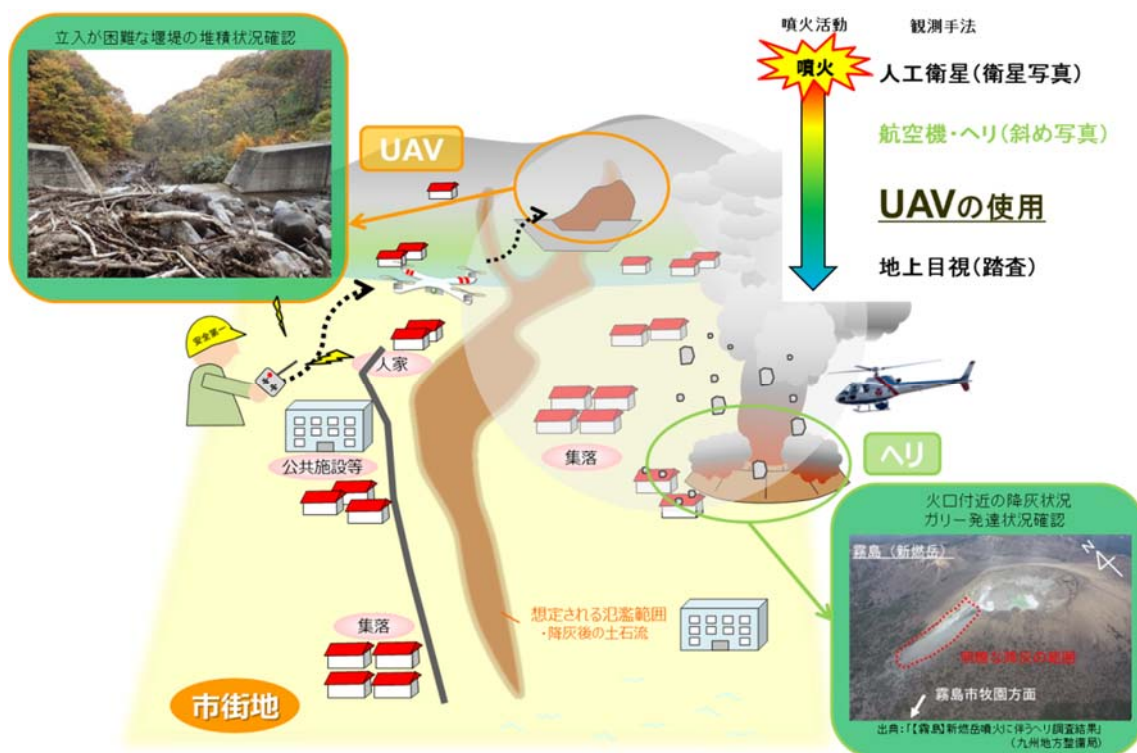 立入が困難な堰堤の堆積状況確認
噴火活動
観測手法
噴火
人工衛星(衛星写真)
航空機・ヘリ(斜め写真)
UAVの使用
地上目視(踏査)
UAV
安全第一
人家
公共施設等
集落
ヘリ
集落
想定される氾濫範囲
・降灰後の土石流
市街地
火口付近の降灰状況
ガリー発達状況確認
霧島(新燃岳)
N
霧島市牧園方面
出典:「【霧島】新燃岳噴火に伴うヘリ調査結果」
(九州地方整備局)